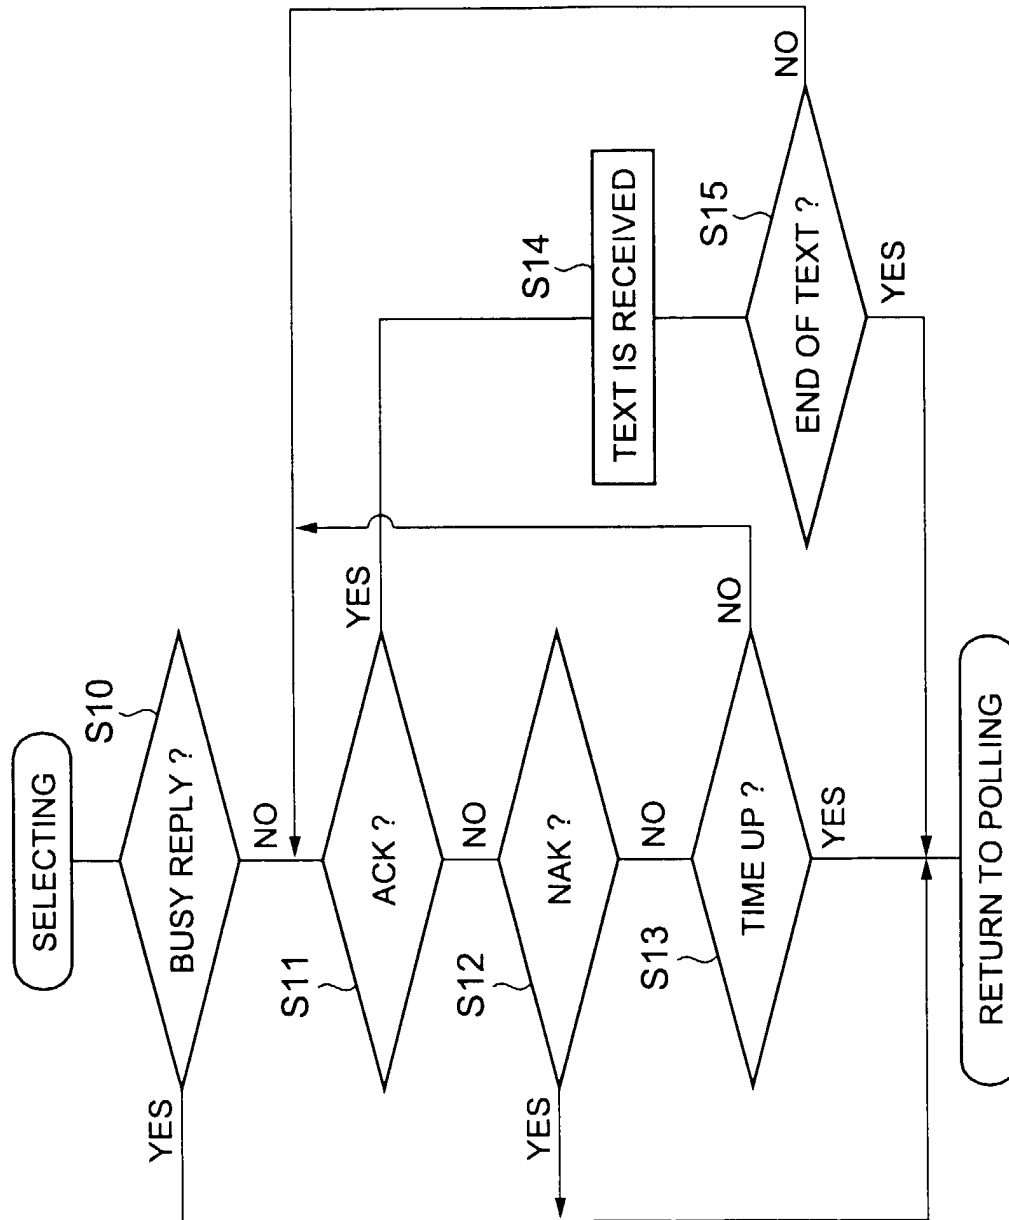 SELECTING
S10
BUSY REPLY ?
YES
NO
S11
ACK ?
YES
NO
S12
NAK ?
YES
NO
S13
TIME UP ?
NO
YES
S14
TEXT IS RECEIVED
S15
END OF TEXT ?
NO
YES
RETURN TO POLLING